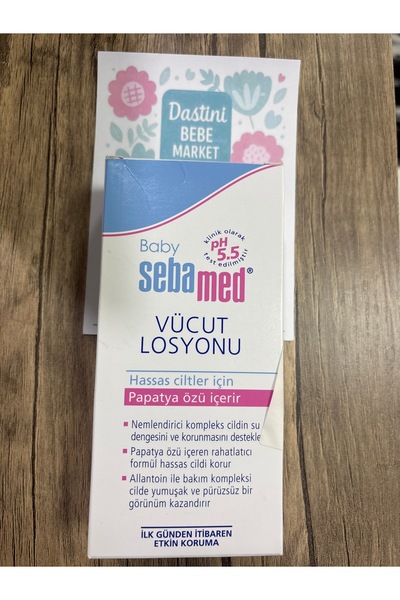 Dastini
BEBE
MARKET
klinik olarak
pH
5.5
test edilmiştir
Baby
sebamed®
VÜCUT
LOSYONU
Hassas ciltler için
Papatya özü içerir
• Nemlendirici kompleks cildin su
dengesini ve korunmasını destekle
• Papatya özü içeren rahatlatıcı
formül hassas cildi korur
• Allantoin ile bakım kompleksi
cilde yumuşak ve pürüzsüz bir
görünüm kazandırır
İLK GÜNDEN İTİBAREN
ETKİN KORUMA